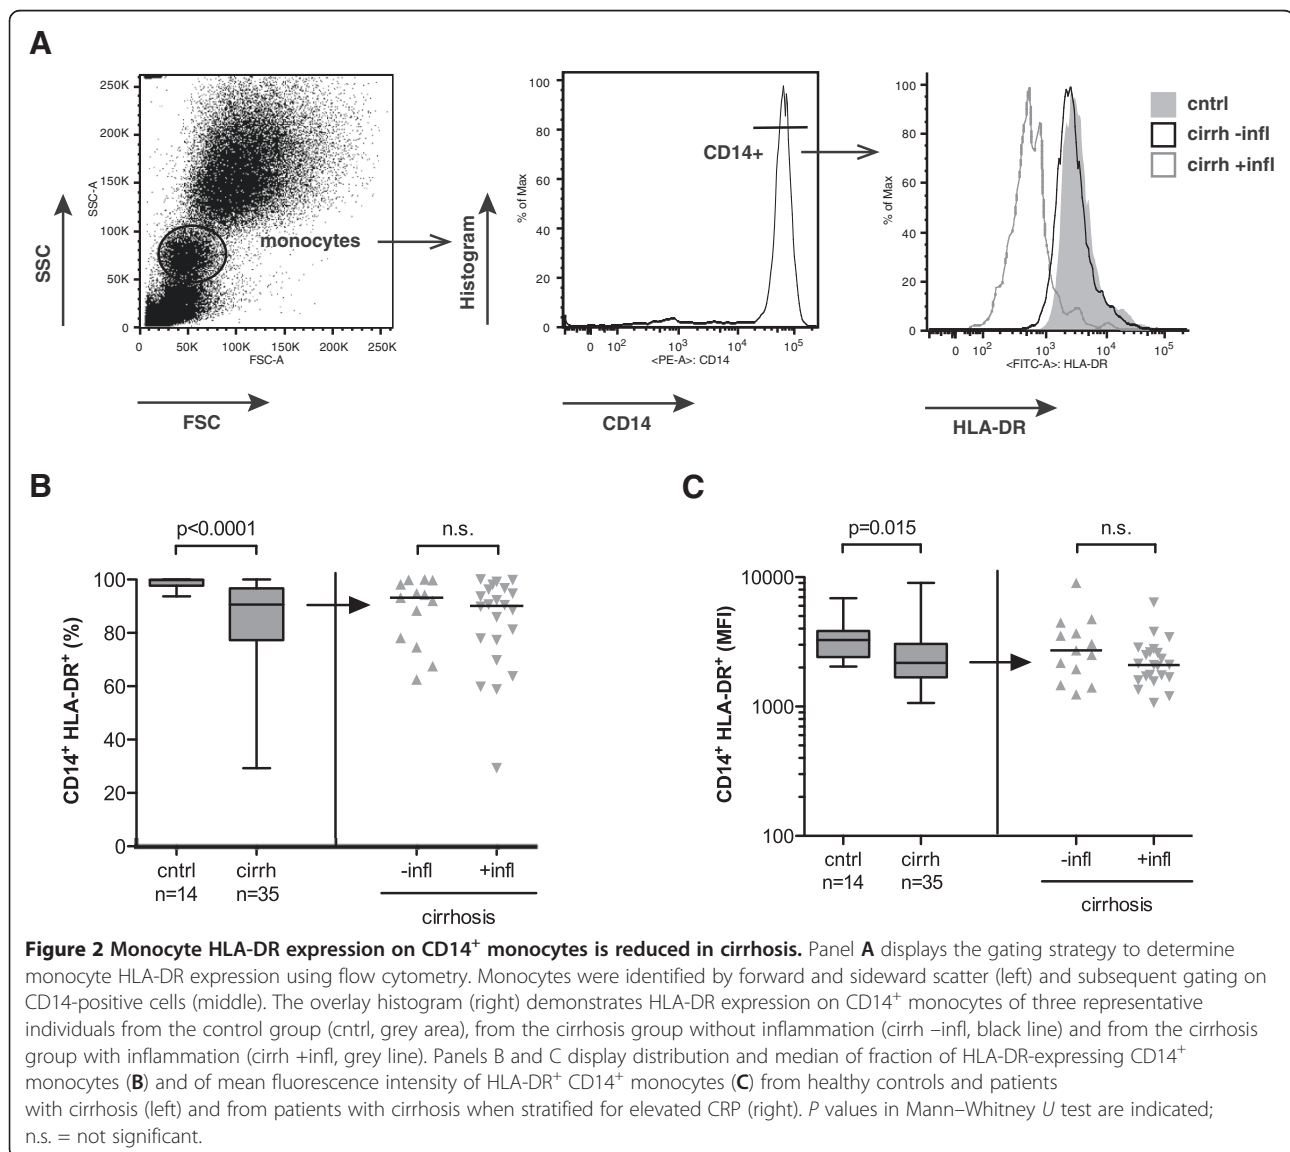 A
250K
200K
150K
100K
50K
0
SSC-A
SSC
monocytes
0 50K 100K 150K 200K 250K
FSC-A
FSC
100
80
60
40
20
0
% of Max
Histogram
CD14+
0 10² 10³ 10⁴ 10⁵
<PE-A>: CD14
CD14
100
80
60
40
20
0
% of Max
0 10² 10³ 10⁴ 10⁵
<FITC-A>: HLA-DR
HLA-DR
cntrl
cirrh -infl
cirrh +infl
B
p<0.0001
n.s.
100
80
60
40
20
0
CD14⁺ HLA-DR⁺ (%)
cntrl cirrh -infl +infl
n=14 n=35
cirrhosis
C
p=0.015
n.s.
10000
1000
100
CD14⁺ HLA-DR⁺ (MFI)
cntrl cirrh -infl +infl
n=14 n=35
cirrhosis
Figure 2 Monocyte HLA-DR expression on CD14⁺ monocytes is reduced in cirrhosis. Panel A displays the gating strategy to determine
monocyte HLA-DR expression using flow cytometry. Monocytes were identified by forward and sideward scatter (left) and subsequent gating on
CD14-positive cells (middle). The overlay histogram (right) demonstrates HLA-DR expression on CD14⁺ monocytes of three representative
individuals from the control group (cntrl, grey area), from the cirrhosis group without inflammation (cirrh –infl, black line) and from the cirrhosis
group with inflammation (cirrh +infl, grey line). Panels B and C display distribution and median of fraction of HLA-DR-expressing CD14⁺
monocytes (B) and of mean fluorescence intensity of HLA-DR⁺ CD14⁺ monocytes (C) from healthy controls and patients
with cirrhosis (left) and from patients with cirrhosis when stratified for elevated CRP (right). P values in Mann–Whitney U test are indicated;
n.s. = not significant.